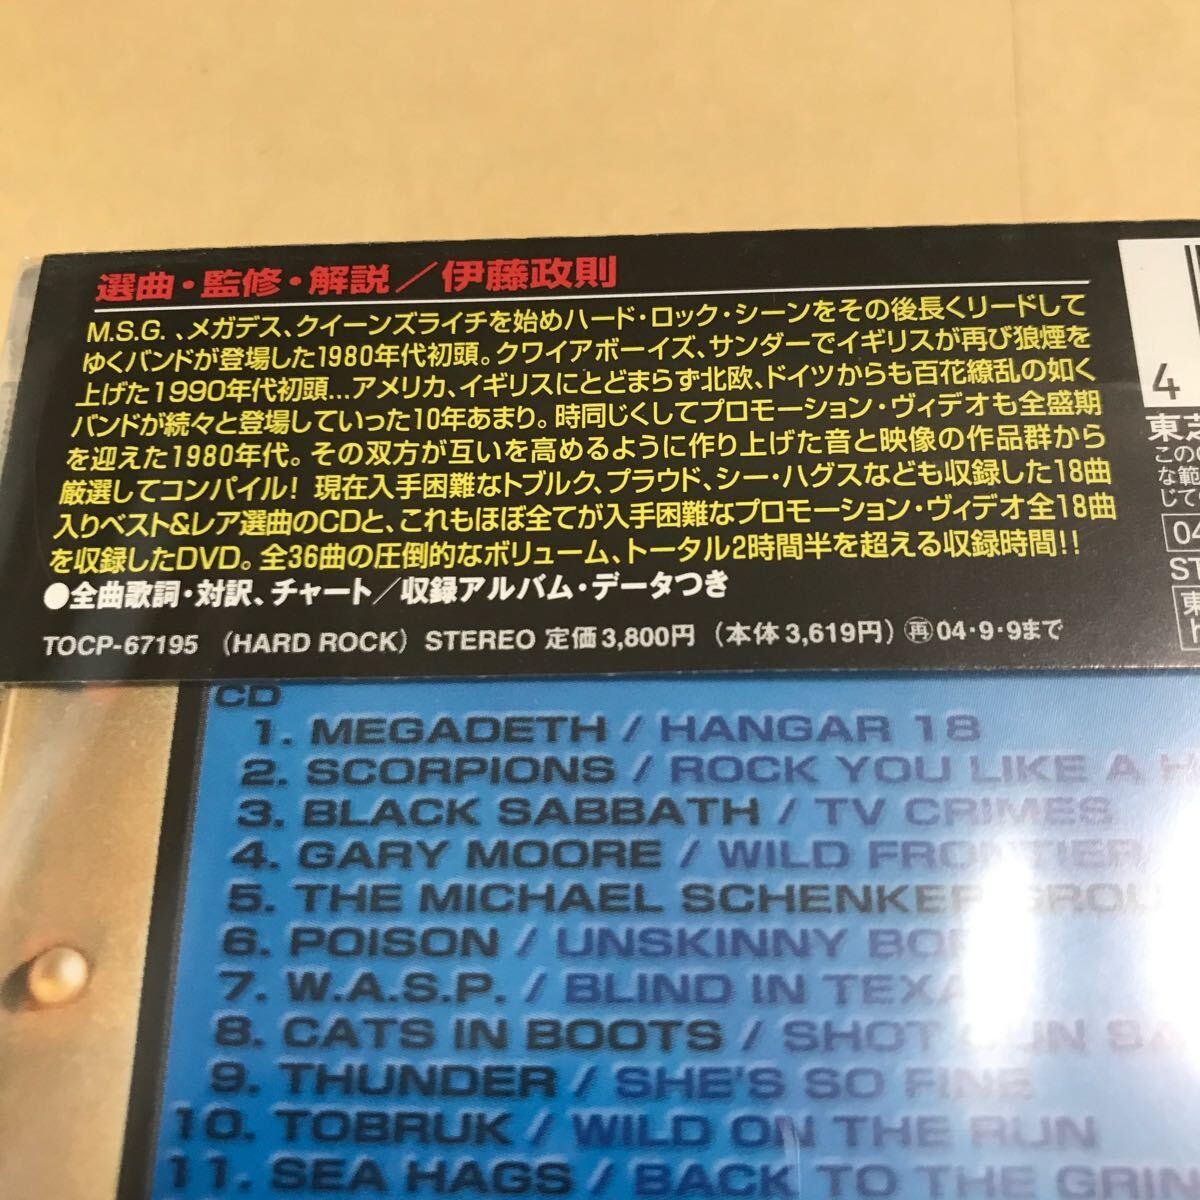 選曲・監修・解説／伊藤政則
M.S.G.、メガデス、クイーンズライチを始めハード・ロック・シーンをその後長くリードして
ゆくバンドが登場した1980年代初頭。クワイアボーイズ、サンダーでイギリスが再び狼煙を
上げた1990年代初頭...アメリカ、イギリスにとどまらず北欧、ドイツからも百花繚乱の如く
バンドが続々と登場していった10年あまり。時同じくしてプロモーション・ヴィデオも全盛期
を迎えた1980年代。その双方が互いを高めるように作り上げた音と映像の作品群から
厳選してコンパイル！現在入手困難なトブルク、プラウド、シー・ハグスなども収録した18曲
入りベスト&レア選曲のCDと、これもほぼ全てが入手困難なプロモーション・ヴィデオ全18曲
を収録したDVD。全36曲の圧倒的なボリューム、トータル2時間半を超える収録時間!!
●全曲歌詞・対訳、チャート／収録アルバム・データつき
TOCP-67195 (HARD ROCK) STEREO 定価3,800円 (本体3,619円) 再04・9・9まで
4
東芝
この
な範
じて
04
ST
東
CD
1. MEGADETH / HANGAR 18
2. SCORPIONS / ROCK YOU LIKE A H
3. BLACK SABBATH / TV CRIMES
4. GARY MOORE / WILD FRONTIER
5. THE MICHAEL SCHENKER GROU
6. POISON / UNSKINNY BO
7. W.A.S.P. / BLIND IN TEXA
8. CATS IN BOOTS / SHOT GUN SA
9. THUNDER / SHE'S SO FINE
10. TOBRUK / WILD ON THE RUN
11. SEA HAGS / BACK TO THE GRIN